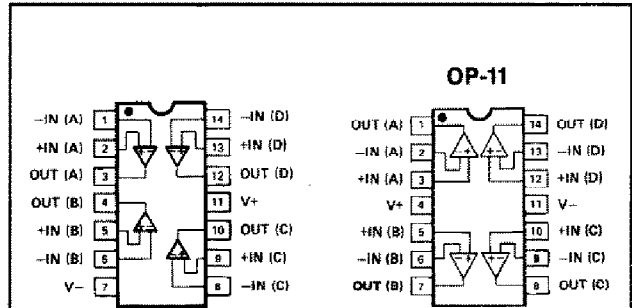 OP-11
-IN (A) 1 14 -IN (D)
+IN (A) 2 13 +IN (D)
OUT (A) 3 12 OUT (D)
OUT (B) 4 11 V+
+IN (B) 5 10 OUT (C)
-IN (B) 6 9 +IN (C)
V- 7 8 -IN (C)
OUT (A) 1 14 OUT (D)
-IN (A) 2 13 -IN (D)
+IN (A) 3 12 +IN (D)
V+ 4 11 V-
+IN (B) 5 10 +IN (C)
-IN (B) 6 9 -IN (C)
OUT (B) 7 8 OUT (C)